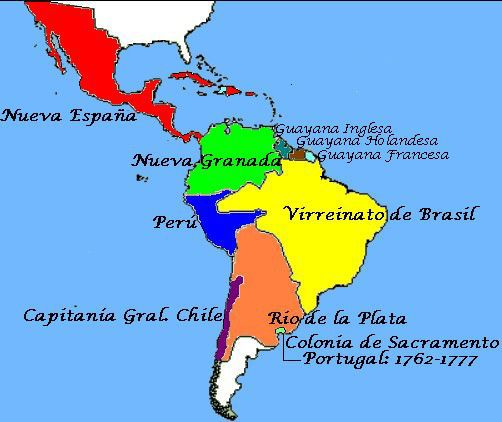 Nueva España
Guayana Inglesa
Guayana Holandesa
Guayana Francesa
Nueva Granada
Perú
Virreinato de Brasil
Capitanía Gral. Chile
Río de la Plata
Colonia de Sacramento
Portugal: 1762-1777